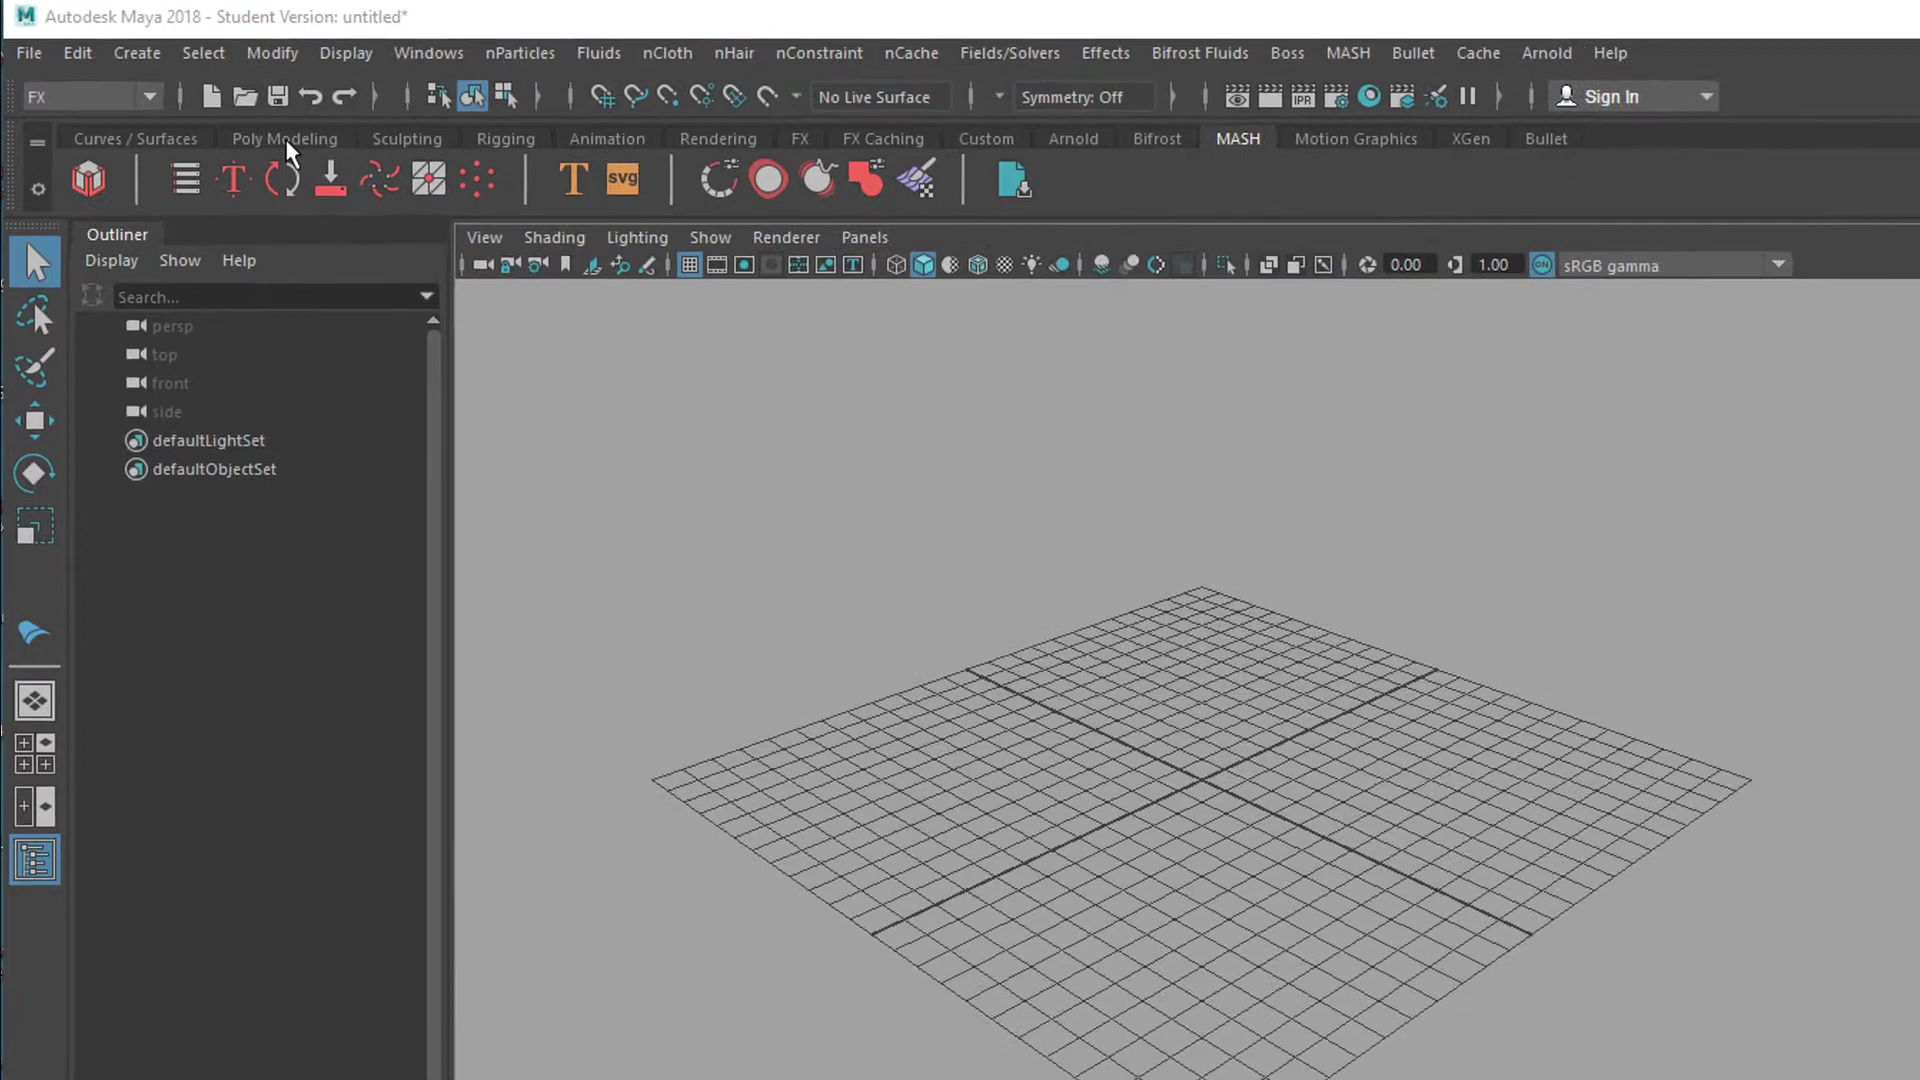 Autodesk Maya 2018 - Student Version: untitled*
File Edit Create Select Modify Display Windows nParticles Fluids nCloth nHair nConstraint nCache Fields/Solvers Effects Bifrost Fluids Boss MASH Bullet Cache Arnold Help
FX No Live Surface Symmetry: Off IPR Sign In
Curves / Surfaces Poly Modeling Sculpting Rigging Animation Rendering FX FX Caching Custom Arnold Bifrost MASH Motion Graphics XGen Bullet
T T SVG
Outliner
View Shading Lighting Show Renderer Panels
Display Show Help
T 0.00 1.00 ON sRGB gamma
Search...
persp
top
front
side
defaultLightSet
defaultObjectSet